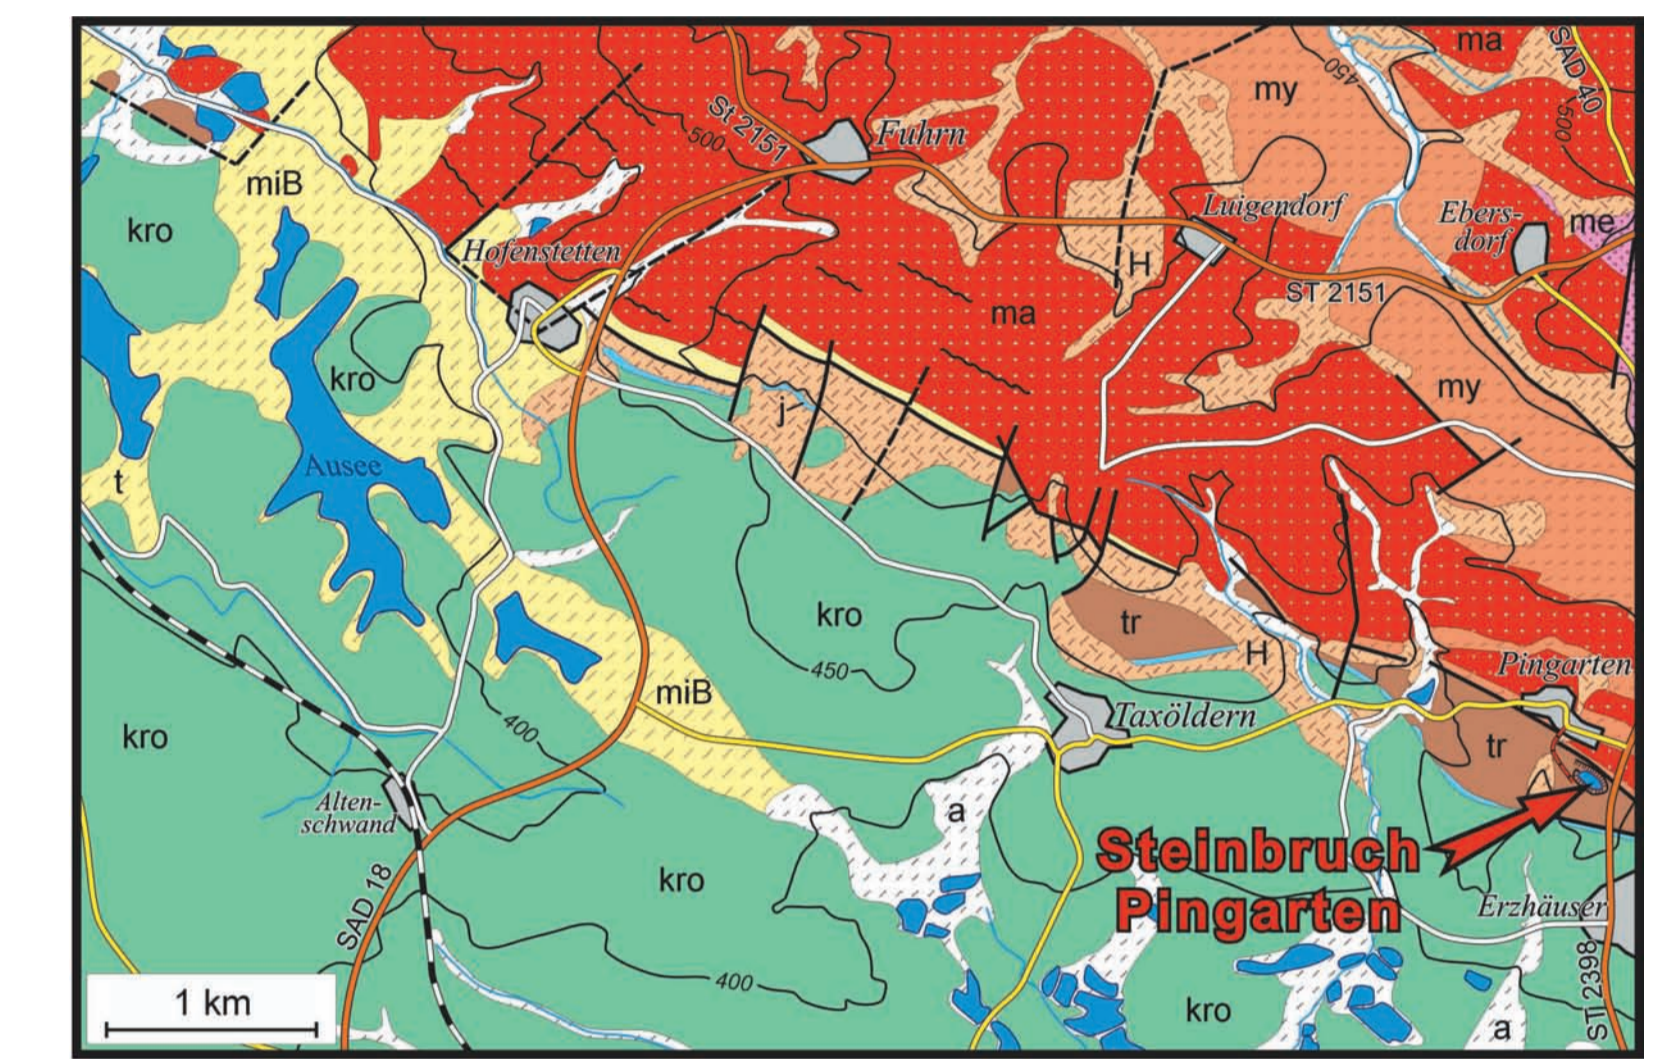 ma
SAD 40
my
450
500
St 2151
500
Fuhrn
miB
kro
Luigendorf
Ebers-
dorf
me
Hofenstetten
H
ST 2151
ma
kro
my
j
Ausee
t
kro
tr
450
H
Pingarten
miB
Taxöldern
400
kro
tr
Alten-
schwand
a
Steinbruch
Pingarten
kro
SAD 18
Erzhäuser
400
ST 2398
1 km
kro
a